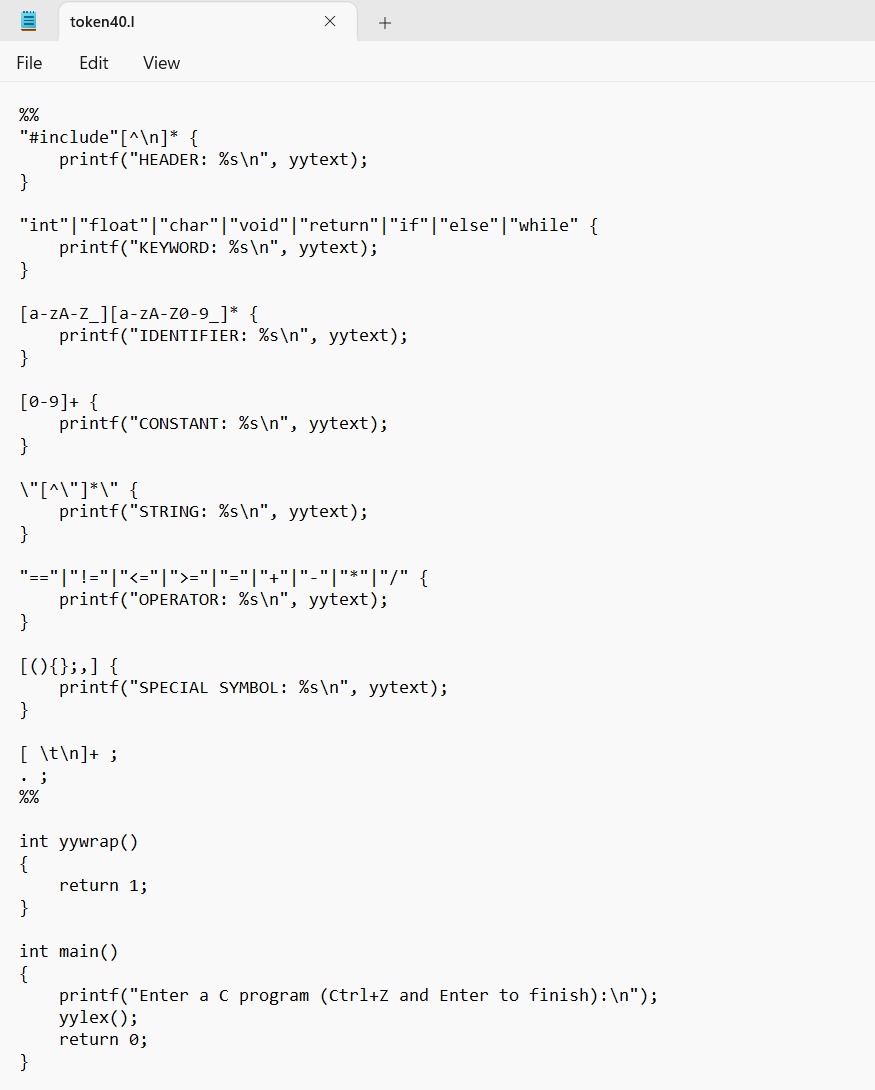 token40.l
File Edit View
%%
"#include"[^\n]* {
    printf("HEADER: %s\n", yytext);
}

"int"|"float"|"char"|"void"|"return"|"if"|"else"|"while" {
    printf("KEYWORD: %s\n", yytext);
}

[a-zA-Z_][a-zA-Z0-9_]* {
    printf("IDENTIFIER: %s\n", yytext);
}

[0-9]+ {
    printf("CONSTANT: %s\n", yytext);
}

\"[^\"]*\" {
    printf("STRING: %s\n", yytext);
}

"=="|"!="|"<="|">="|"="|"+"|"-"|"*"|"/" {
    printf("OPERATOR: %s\n", yytext);
}

[(){};,] {
    printf("SPECIAL SYMBOL: %s\n", yytext);
}

[ \t\n]+ ;
. ;
%%

int yywrap()
{
    return 1;
}

int main()
{
    printf("Enter a C program (Ctrl+Z and Enter to finish):\n");
    yylex();
    return 0;
}